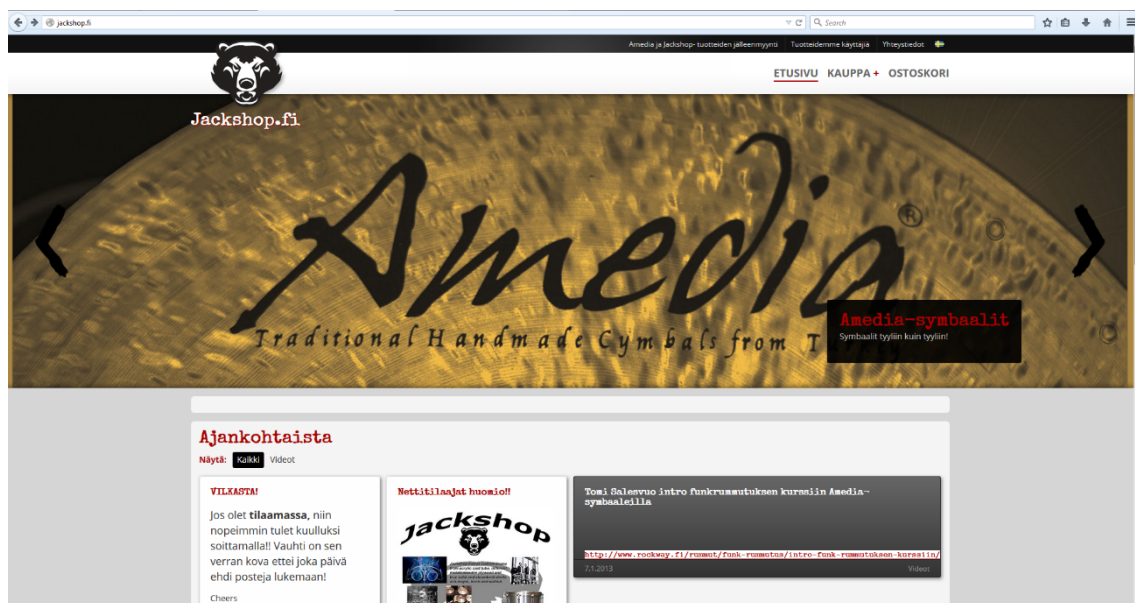 jackshop.fi
Search
Amedia ja Jackshop- tuotteiden jälleenmyynti Tuotteidemme käyttäjiä Yhteystiedot
ETUSIVU KAUPPA + OSTOSKORI
Jackshop.fi
Amedia®
Traditional Handmade Cymbals from
Amedia-symbaalit
Symbaalit tyyliin kuin tyyliin!
Ajankohtaista
Näytä: Kaikki Videot
VILKASTA!
Jos olet tilaamassa, niin
nopeimmin tulet kuulluksi
soittamalla!! Vauhti on sen
verran kova ettei joka päivä
ehdi posteja lukemaan!
Cheers
Nettitilaajat huomio!!
Jackshop
Tomi Salesvuo intro funkrummutuksen kurssiin Amedia-
symbaaleilla
http://www.rockway.fi/rummut/funk-rummutus/intro-funk-rummutuksen-kurssiin/
7.1.2013 Videot